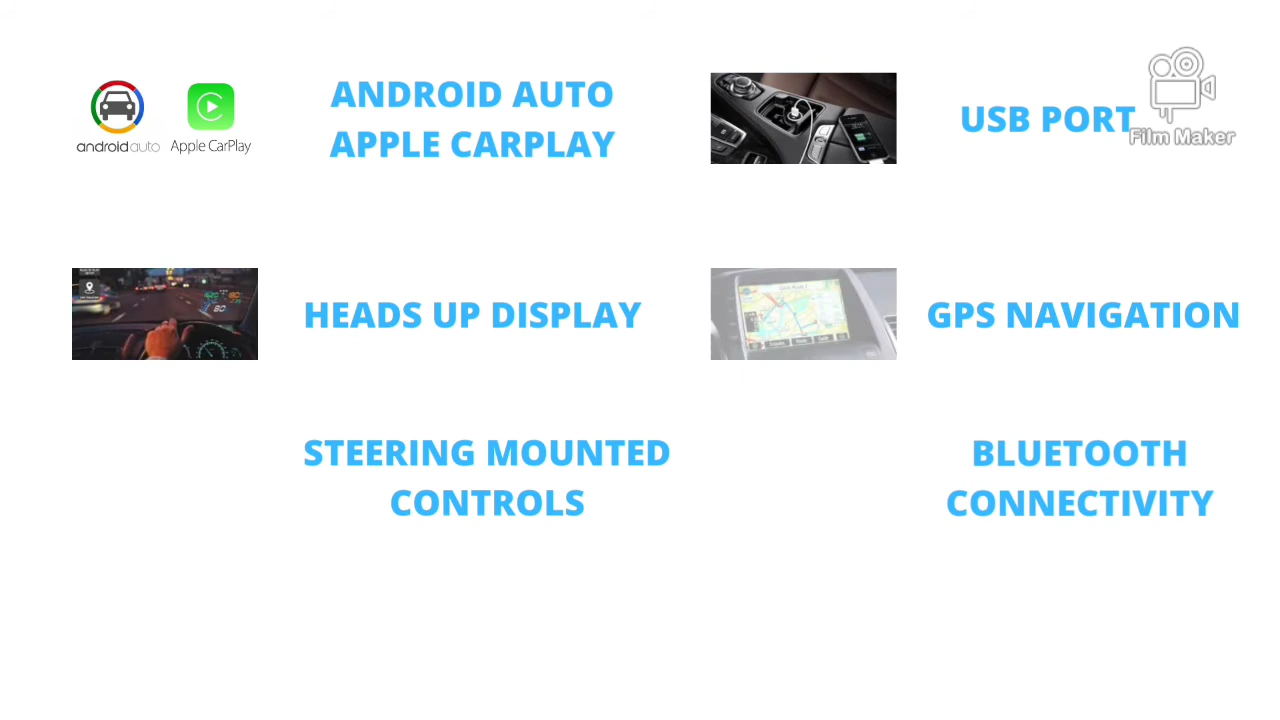 androidauto
Apple CarPlay
ANDROID AUTO
APPLE CARPLAY
USB PORT
Film Maker
HEADS UP DISPLAY
GPS NAVIGATION
STEERING MOUNTED
CONTROLS
BLUETOOTH
CONNECTIVITY